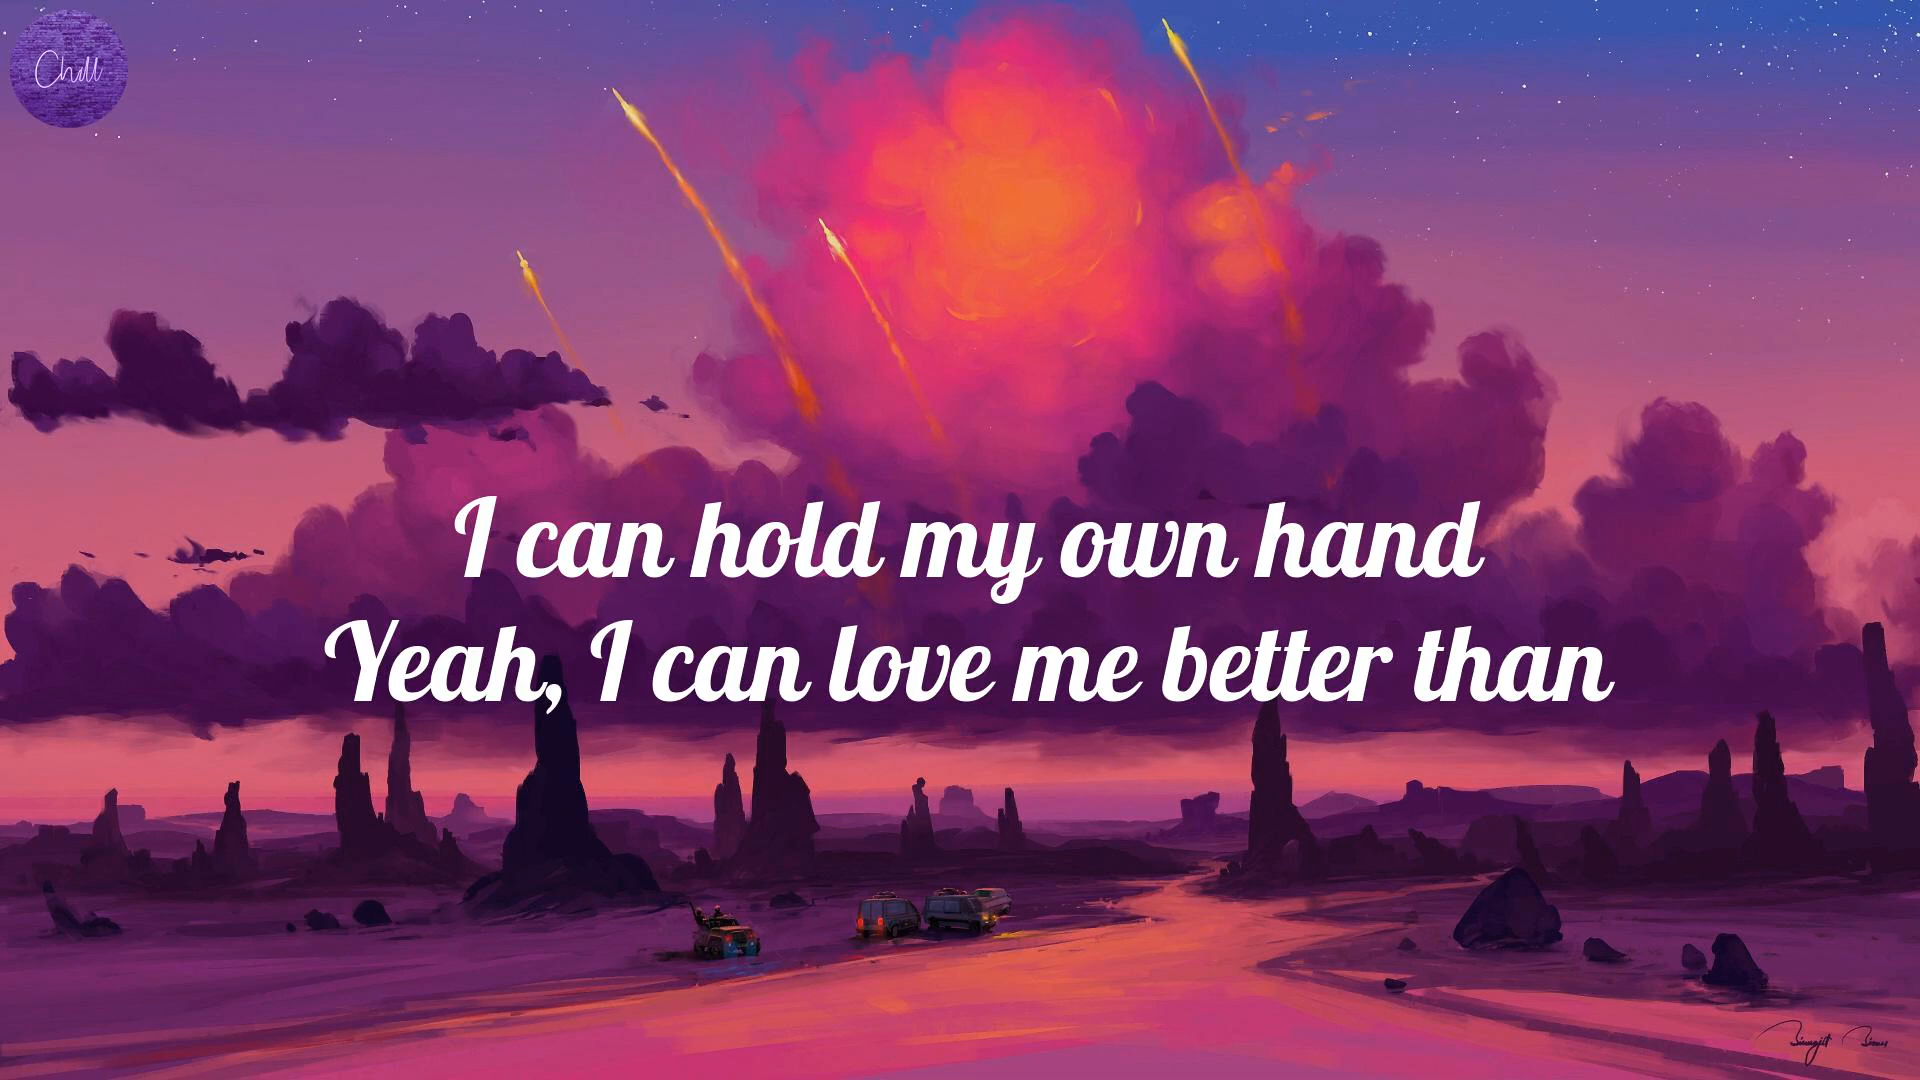 Chill
I can hold my own hand
Yeah, I can love me better than